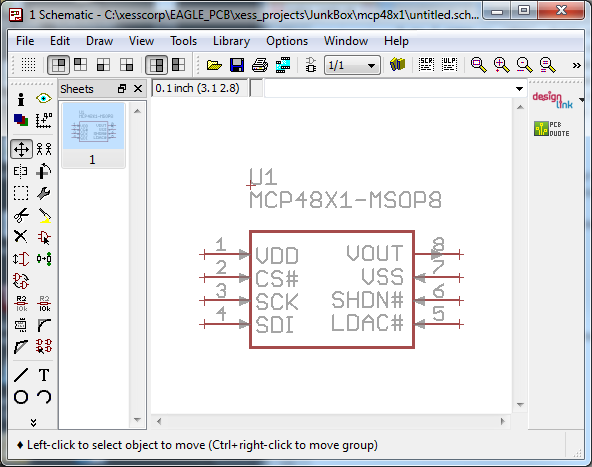 1 Schematic - C:\xesscorp\EAGLE_PCB\xess_projects\JunkBox\mcp48x1\untitled.sch...
File Edit Draw View Tools Library Options Window Help
1/1 SCR ULP
Sheets
0.1 inch (3.1 2.8)
1
design link
PCB QUOTE
U1
MCP48X1-MSOP8
1 VDD VOUT 8
2 CS# VSS 7
3 SCK SHDN# 6
4 SDI LDAC# 5
R2 10k R2 10k
T
Left-click to select object to move (Ctrl+right-click to move group)